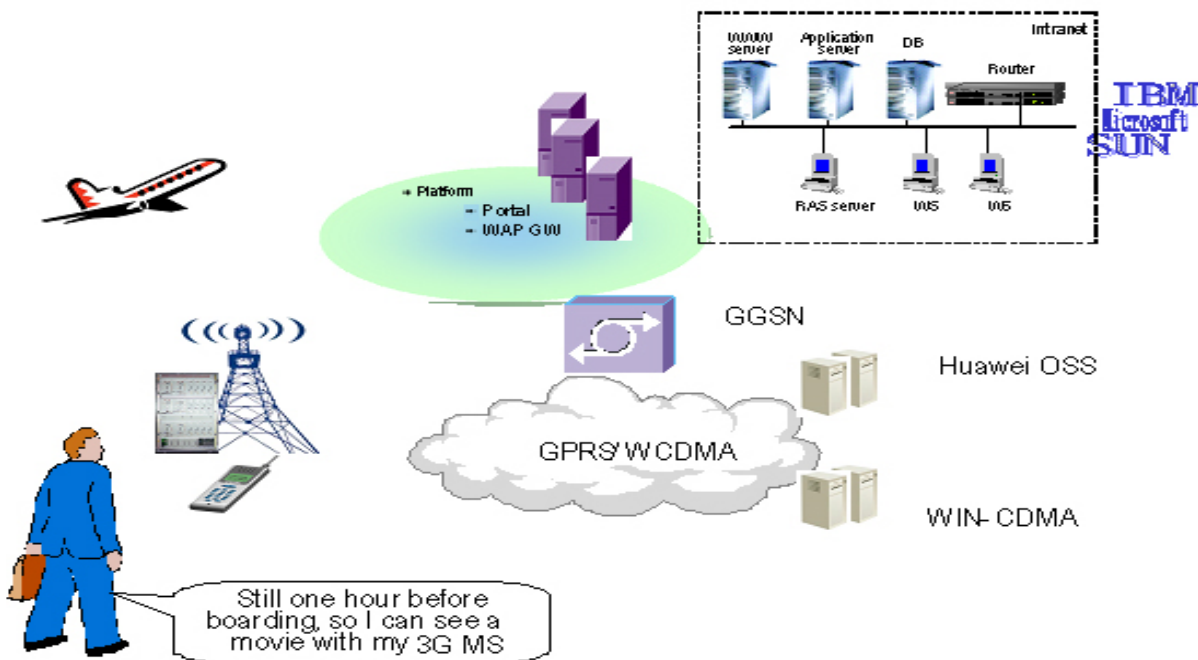 Intranet
WWW server
Application server
DB
Router
IBM
Microsoft
SUN
RAS server
WS
WS
Platform
Portal
WAP GW
GGSN
Huawei OSS
GPRS/WCDMA
WIN-CDMA
Still one hour before
boarding, so I can see a
movie with my 3G MS